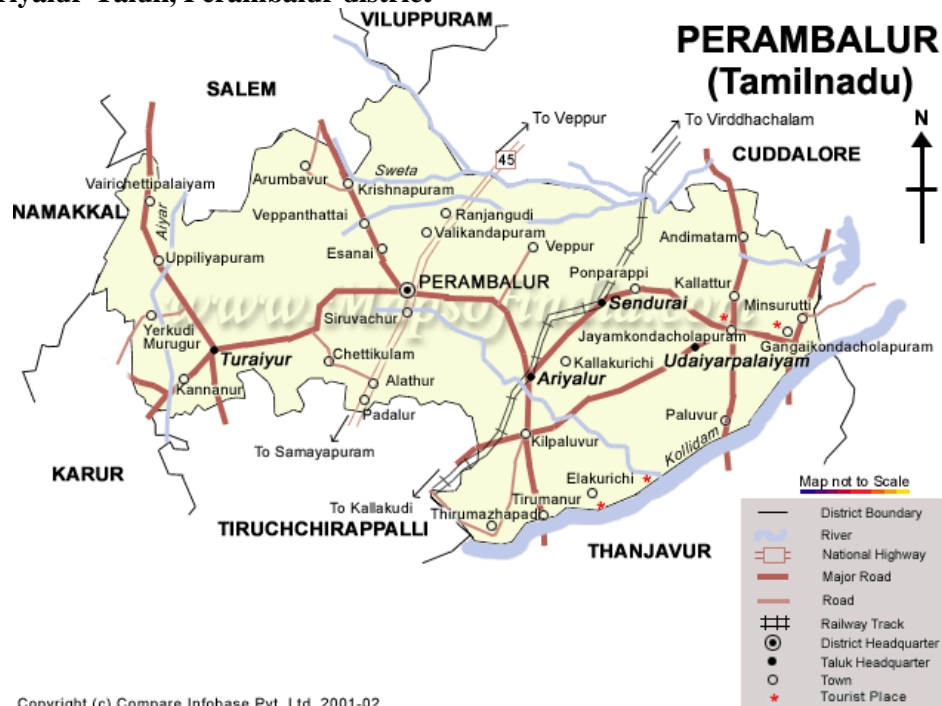 riyalur Taluk, Perambalur district
VILUPPURAM
PERAMBALUR
(Tamilnadu)
SALEM
To Veppur
To Virddhachalam
N
45
CUDDALORE
Sweta
Arumbavur
Krishnapuram
Vairichettipalaiyam
NAMAKKAL
Aiyar
Veppanthattai
Ranjangudi
Valikandapuram
Andimatam
Esanai
Veppur
Uppiliyapuram
Ponparappi
Kallattur
PERAMBALUR
www.Mapsofindia.com
Sendurai
Minsurutti
Siruvachur
Yerkudi
Murugur
Jayamkondacholapuram
Gangaikondacholapuram
Turaiyur
Chettikulam
Kallakurichi
Udaiyarpalaiyam
Kannanur
Alathur
Ariyalur
Padalur
Paluvur
To Samayapuram
Kilpaluvur
Kollidam
KARUR
Elakurichi
Map not to Scale
To Kallakudi
Tirumanur
Thirumazhapadi
TIRUCHCHIRAPPALLI
THANJAVUR
District Boundary
River
National Highway
Major Road
Road
Railway Track
District Headquarter
Taluk Headquarter
Town
Tourist Place
Copyright (c) Compare Infobase Pvt. Ltd. 2001-02